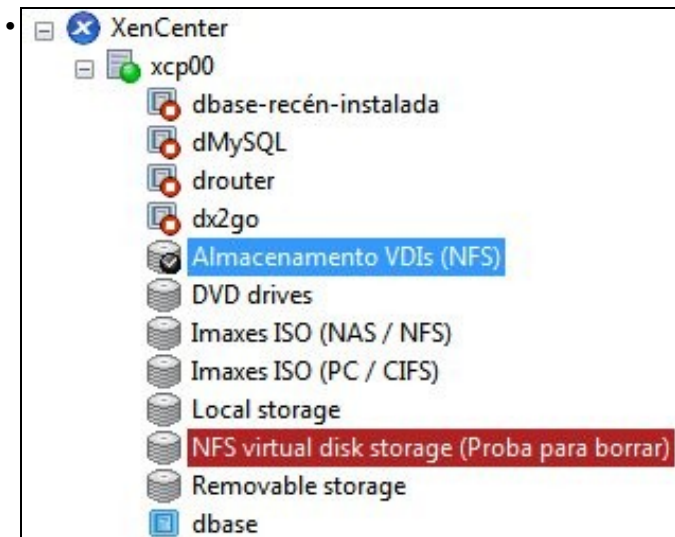 XenCenter
xcp00
dbase-recén-instalada
dMySQL
drouter
dx2go
Almacenamento VDIs (NFS)
DVD drives
Imaxes ISO (NAS / NFS)
Imaxes ISO (PC / CIFS)
Local storage
NFS virtual disk storage (Proba para borrar)
Removable storage
dbase